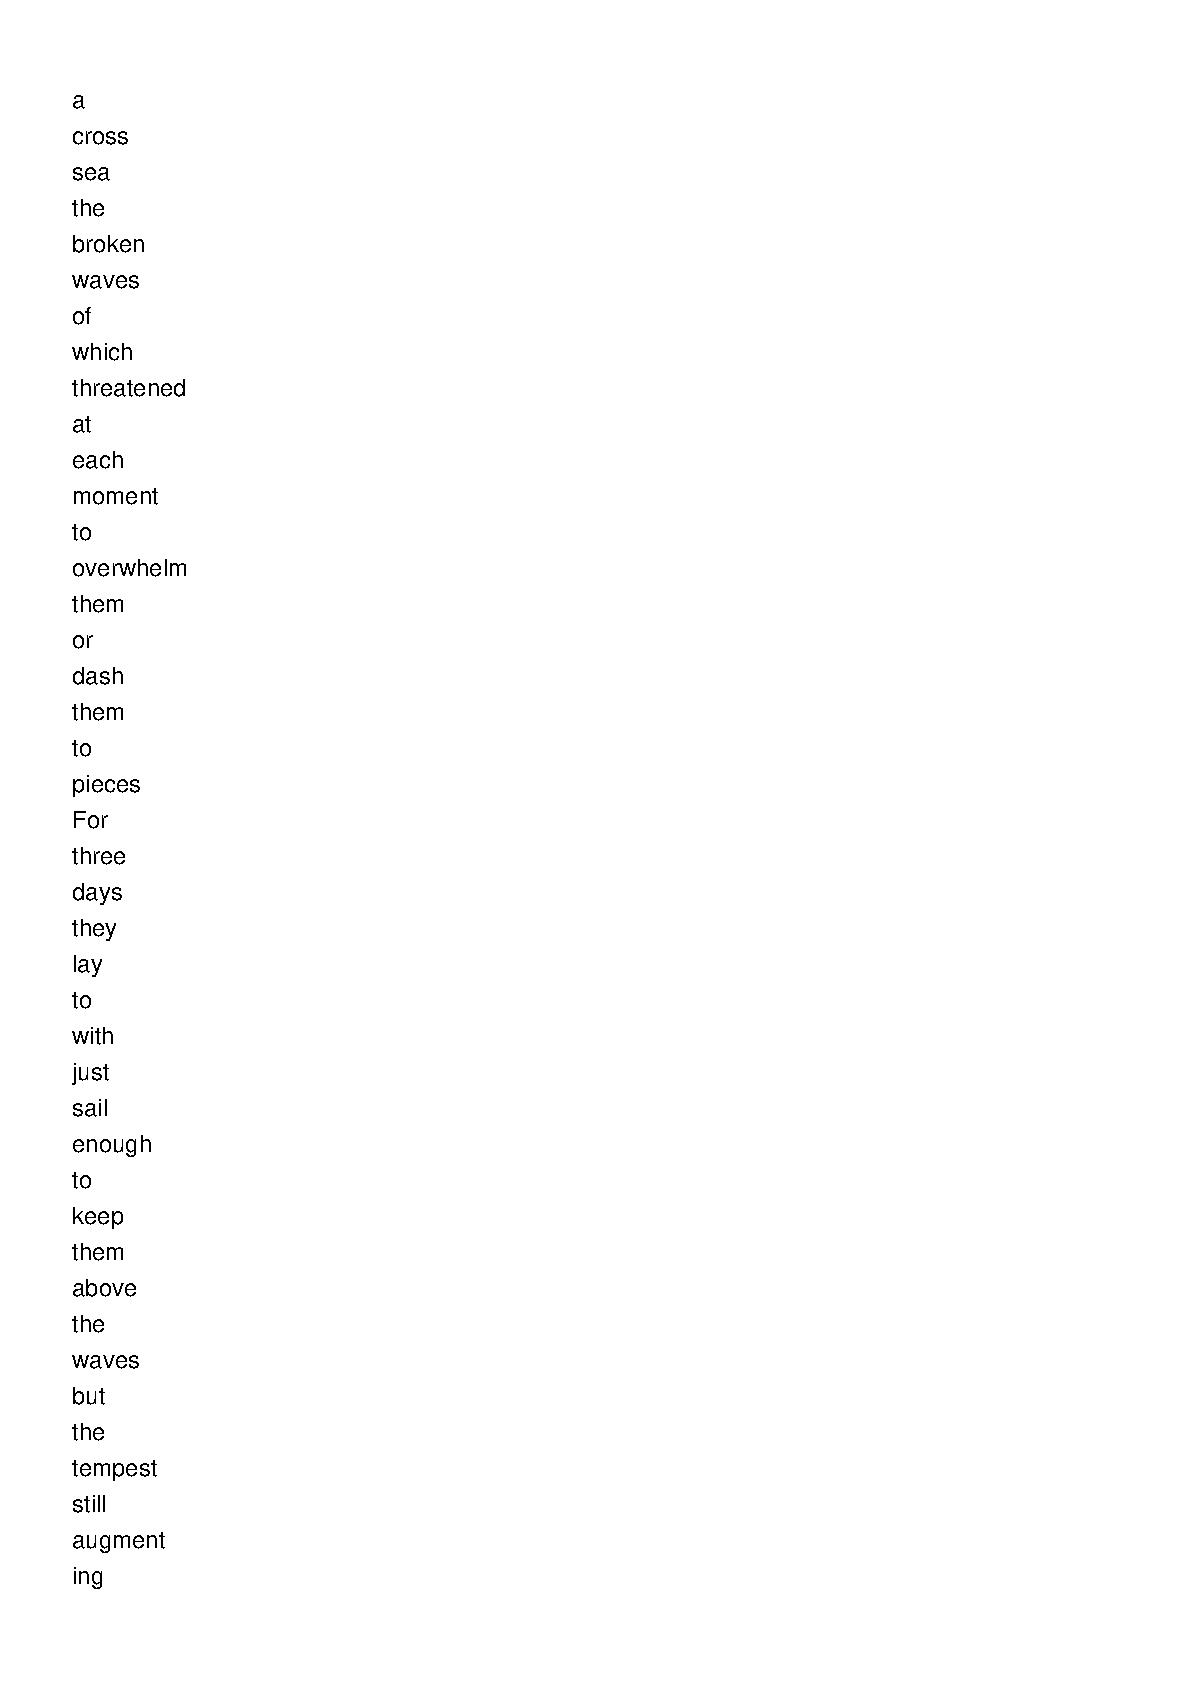 a
cross
sea
the
broken
waves
of
which
threatened
at
each
moment
to
overwhelm
them
or
dash
them
to
pieces
For
three
days
they
lay
to
with
just
sail
enough
to
keep
them
above
the
waves
but
the
tempest
still
augment
ing